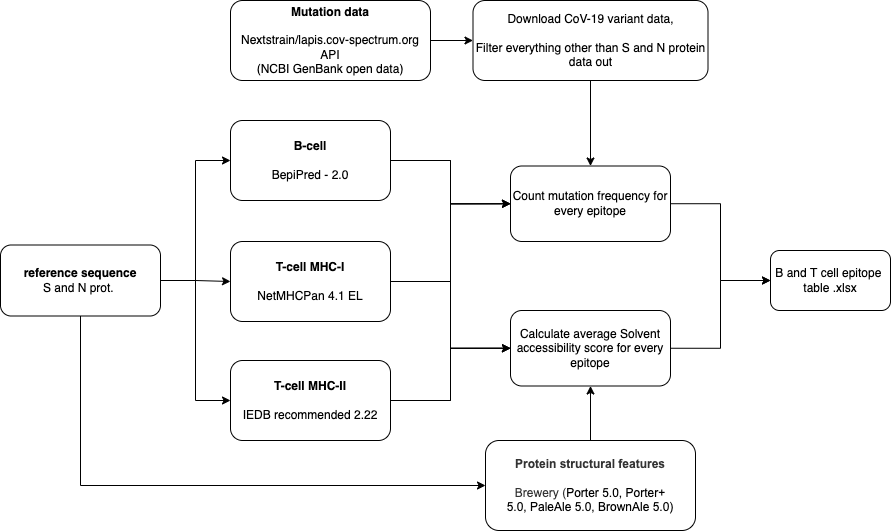 Mutation data
Nextstrain/lapis.cov-spectrum.org
API
(NCBI GenBank open data)
Download CoV-19 variant data,
Filter everything other than S and N protein
data out
B-cell
BepiPred - 2.0
Count mutation frequency for
every epitope
reference sequence
S and N prot.
T-cell MHC-I
NetMHCPan 4.1 EL
B and T cell epitope
table .xlsx
Calculate average Solvent
accessibility score for every
epitope
T-cell MHC-II
IEDB recommended 2.22
Protein structural features
Brewery (Porter 5.0, Porter+
5.0, PaleAle 5.0, BrownAle 5.0)